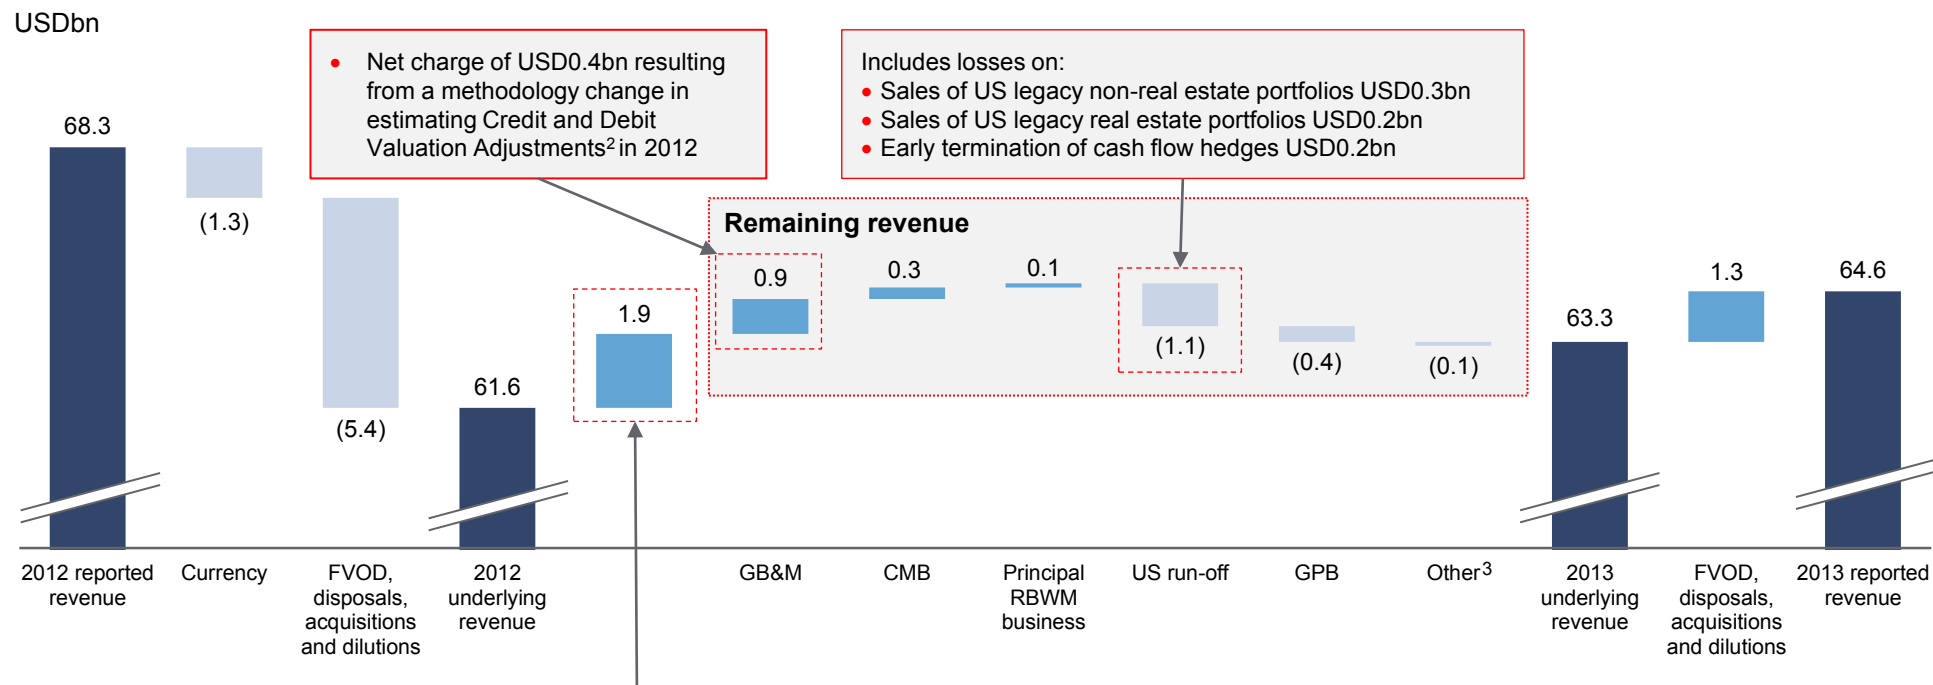 USDbn
• Net charge of USD0.4bn resulting
from a methodology change in
estimating Credit and Debit
Valuation Adjustments2 in 2012
Includes losses on:
• Sales of US legacy non-real estate portfolios USD0.3bn
• Sales of US legacy real estate portfolios USD0.2bn
• Early termination of cash flow hedges USD0.2bn
68.3
(1.3)
(5.4)
61.6
1.9
Remaining revenue
0.9
0.3
0.1
(1.1)
(0.4)
(0.1)
63.3
1.3
64.6
2012 reported
revenue
Currency
FVOD,
disposals,
acquisitions
and dilutions
2012
underlying
revenue
GB&M
CMB
Principal
RBWM
business
US run-off
GPB
Other3
2013
underlying
revenue
FVOD,
disposals,
acquisitions
and dilutions
2013 reported
revenue